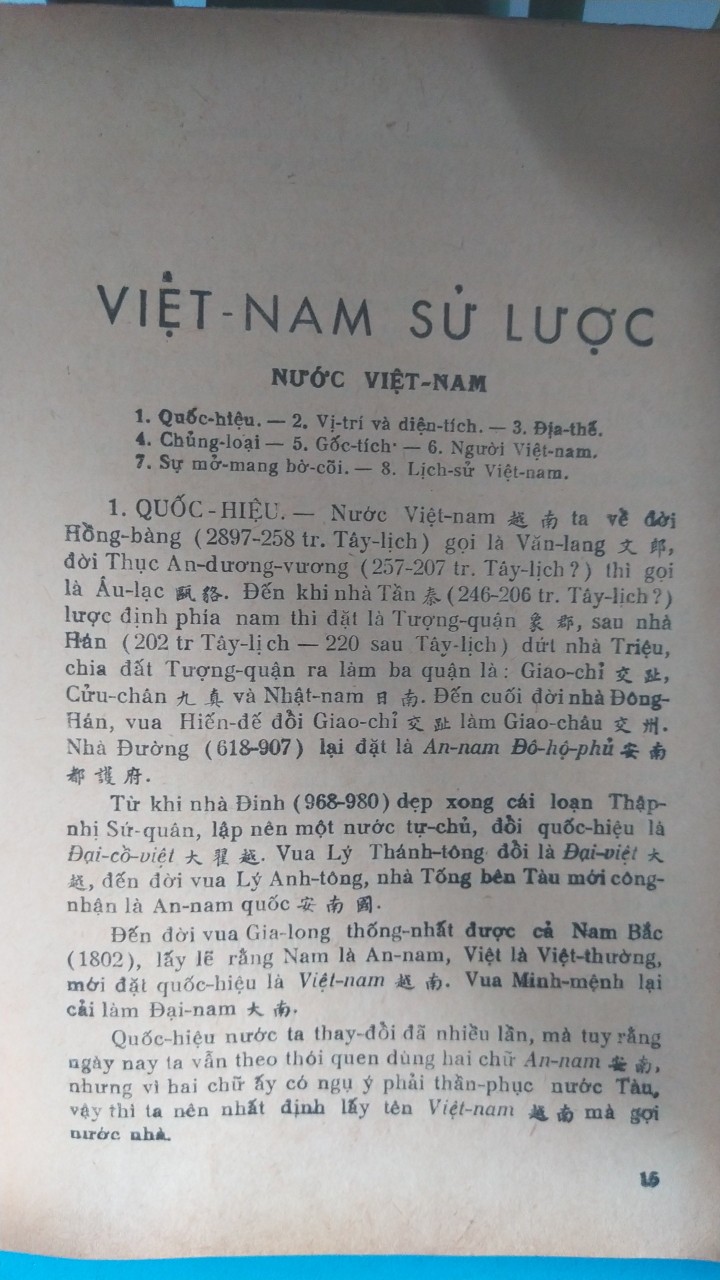 VIỆT-NAM SỬ LƯỢC
NƯỚC VIỆT-NAM
1. Quốc-hiệu. — 2. Vị-trí và diện-tích. — 3. Địa-thế.
4. Chủng-loại — 5. Gốc-tích· — 6. Người Việt-nam.
7. Sự mở-mang bờ-cõi. — 8. Lịch-sử Việt-nam.
1. QUỐC-HIỆU. — Nước Việt-nam 越南 ta về đời
Hồng-bàng (2897-258 tr. Tây-lịch) gọi là Văn-lang 文郎,
đời Thục An-dương-vương (257-207 tr. Tây-lịch?) thì gọi
là Âu-lạc 甌貉. Đến khi nhà Tần 秦 (246-206 tr. Tây-lịch?)
lược định phía nam thì đặt là Tượng-quận 象郡, sau nhà
Hán (202 tr Tây-lịch — 220 sau Tây-lịch) dứt nhà Triệu,
chia đất Tượng-quận ra làm ba quận là: Giao-chỉ 交趾,
Cửu-chân 九真 và Nhật-nam 日南. Đến cuối đời nhà Đông-
Hán, vua Hiến-đế đổi Giao-chỉ 交趾 làm Giao-châu 交州.
Nhà Đường (618-907) lại đặt là An-nam Đô-hộ-phủ 安南
都護府.
Từ khi nhà Đinh (968-980) dẹp xong cái loạn Thập-
nhị Sứ-quân, lập nên một nước tự-chủ, đổi quốc-hiệu là
Đại-cồ-việt 大瞿越. Vua Lý Thánh-tông đổi là Đại-việt 大
越, đến đời vua Lý Anh-tông, nhà Tống bên Tàu mới công-
nhận là An-nam quốc 安南國.
Đến đời vua Gia-long thống-nhất được cả Nam Bắc
(1802), lấy lẽ rằng Nam là An-nam, Việt là Việt-thường,
mới đặt quốc-hiệu là Việt-nam 越南. Vua Minh-mệnh lại
cải làm Đại-nam 大南.
Quốc-hiệu nước ta thay-đổi đã nhiều lần, mà tuy rằng
ngày nay ta vẫn theo thói quen dùng hai chữ An-nam 安南,
nhưng vì hai chữ ấy có ngụ ý phải thần-phục nước Tàu,
vậy thì ta nên nhất định lấy tên Việt-nam 越南 mà gợi
nước nhà.
15